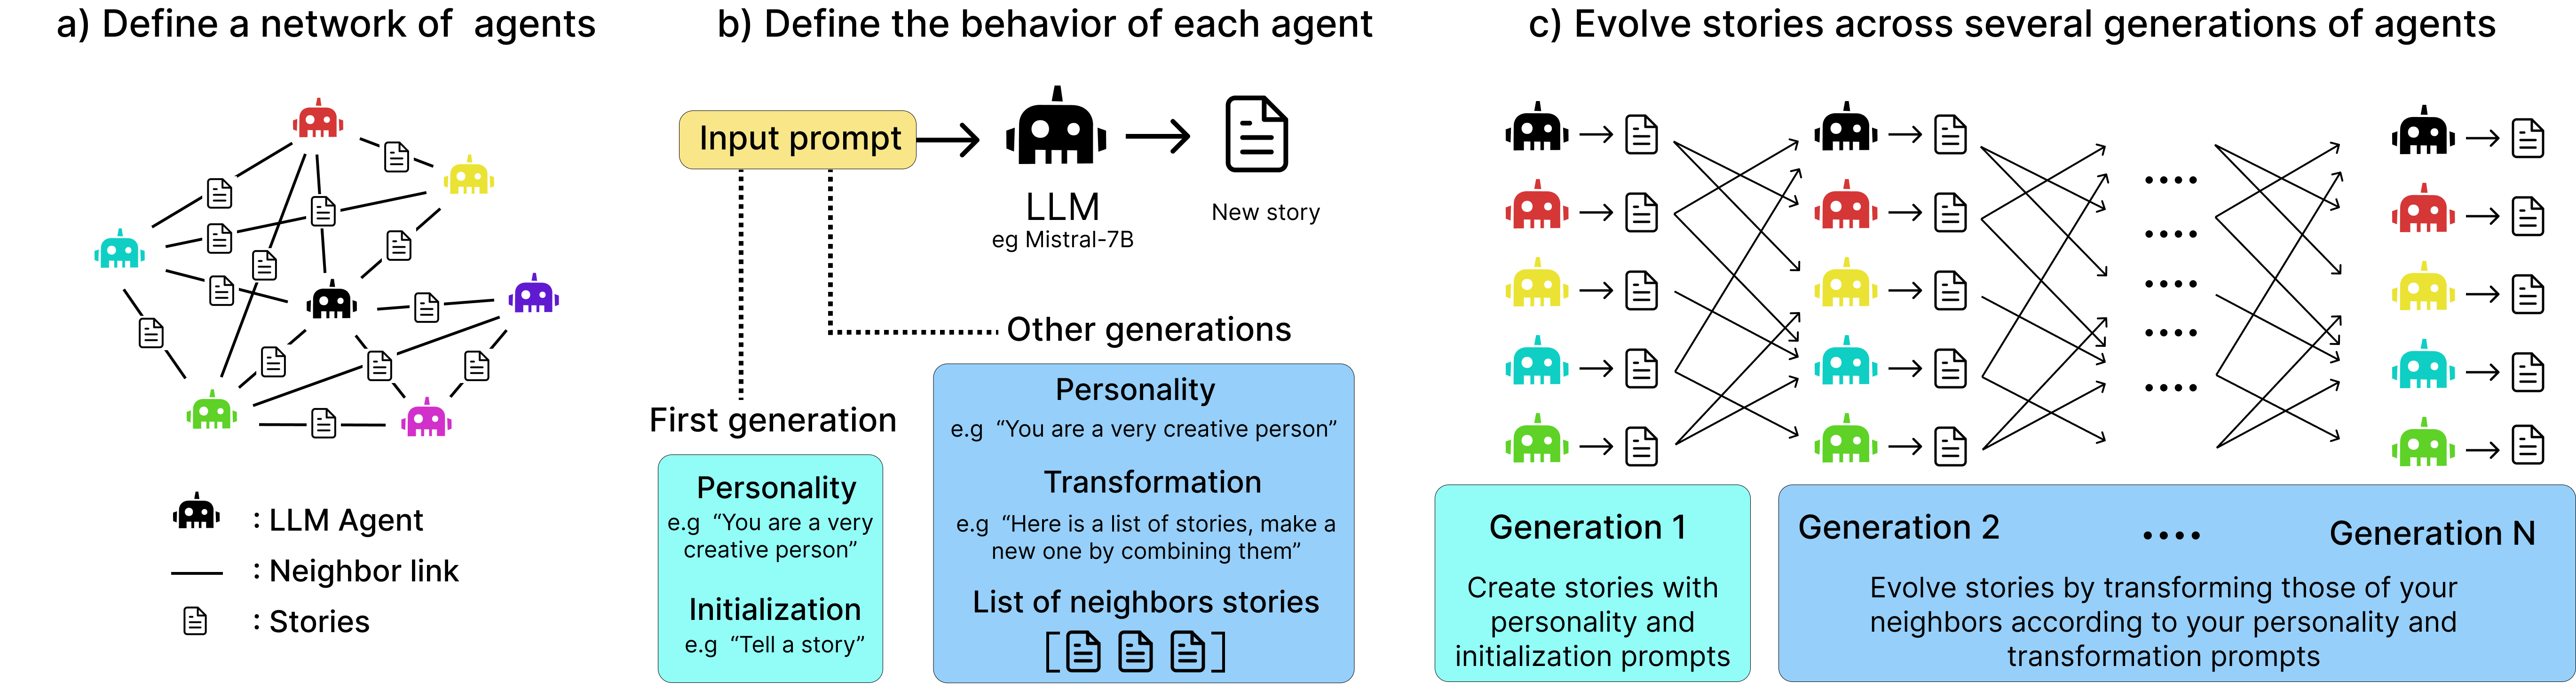 a) Define a network of agents
: LLM Agent
: Neighbor link
: Stories
b) Define the behavior of each agent
Input prompt
LLM
eg Mistral-7B
New story
Other generations
First generation
Personality
e.g “You are a very
creative person”
Initialization
e.g “Tell a story”
Personality
e.g “You are a very creative person”
Transformation
e.g “Here is a list of stories, make a
new one by combining them”
List of neighbors stories
[ ]
c) Evolve stories across several generations of agents
....
....
....
....
....
Generation 1
Create stories with
personality and
initialization prompts
Generation 2 .... Generation N
Evolve stories by transforming those of your
neighbors according to your personality and
transformation prompts